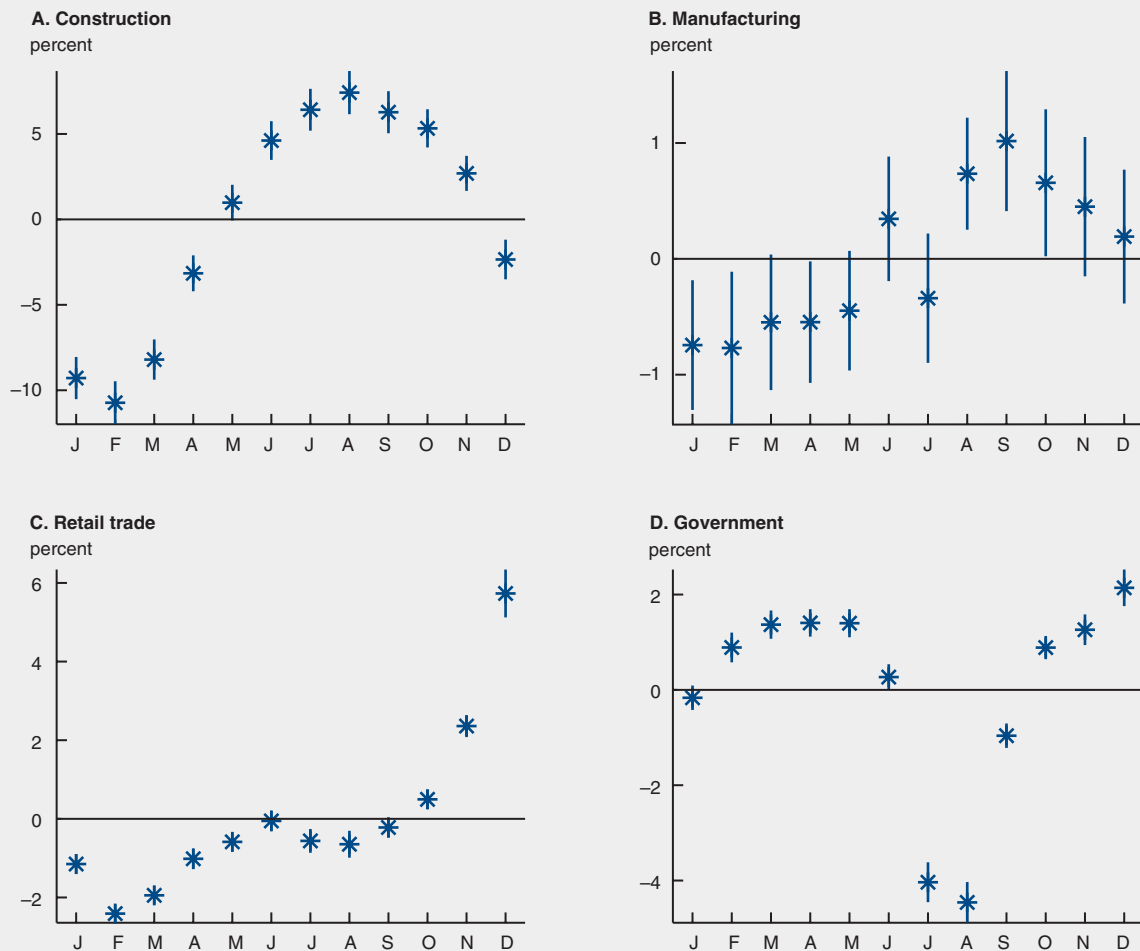 A. Construction
percent
5
0
–5
–10
J F M A M J J A S O N D
B. Manufacturing
percent
1
0
–1
J F M A M J J A S O N D
C. Retail trade
percent
6
4
2
0
–2
J F M A M J J A S O N D
D. Government
percent
2
0
–2
–4
J F M A M J J A S O N D